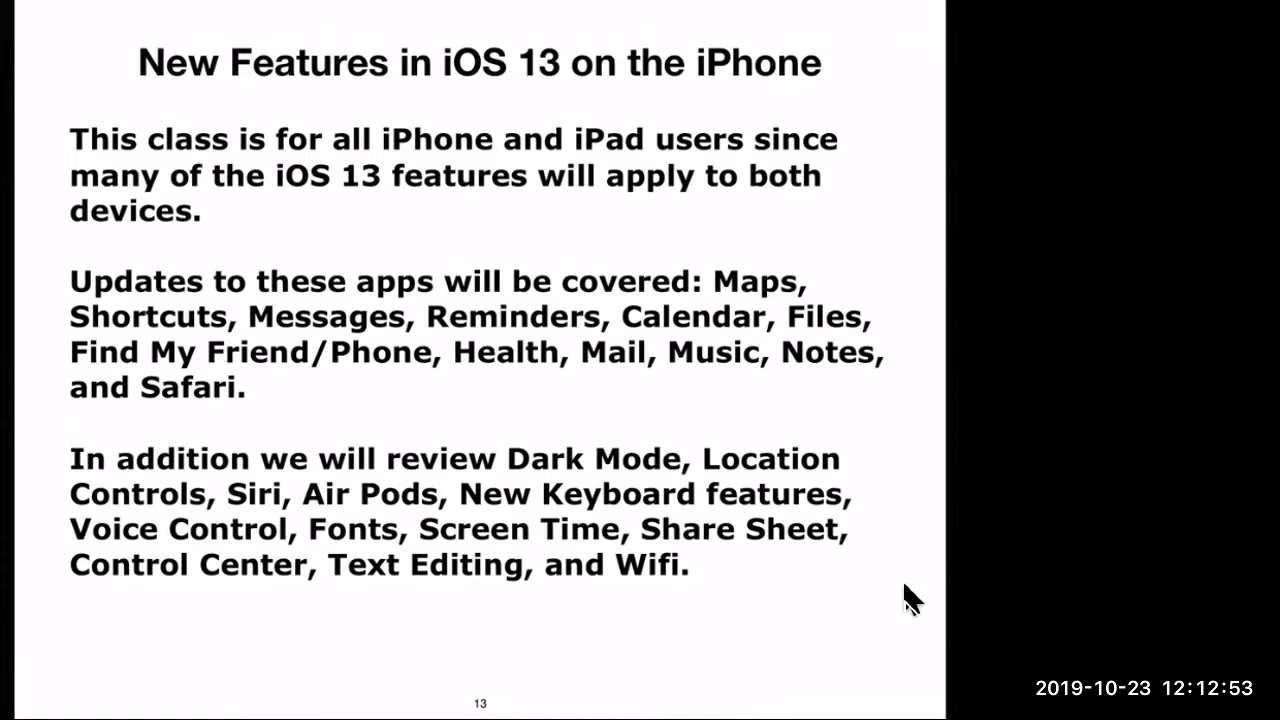 New Features in iOS 13 on the iPhone
This class is for all iPhone and iPad users since
many of the iOS 13 features will apply to both
devices.
Updates to these apps will be covered: Maps,
Shortcuts, Messages, Reminders, Calendar, Files,
Find My Friend/Phone, Health, Mail, Music, Notes,
and Safari.
In addition we will review Dark Mode, Location
Controls, Siri, Air Pods, New Keyboard features,
Voice Control, Fonts, Screen Time, Share Sheet,
Control Center, Text Editing, and Wifi.
2019-10-23 12:12:53
13